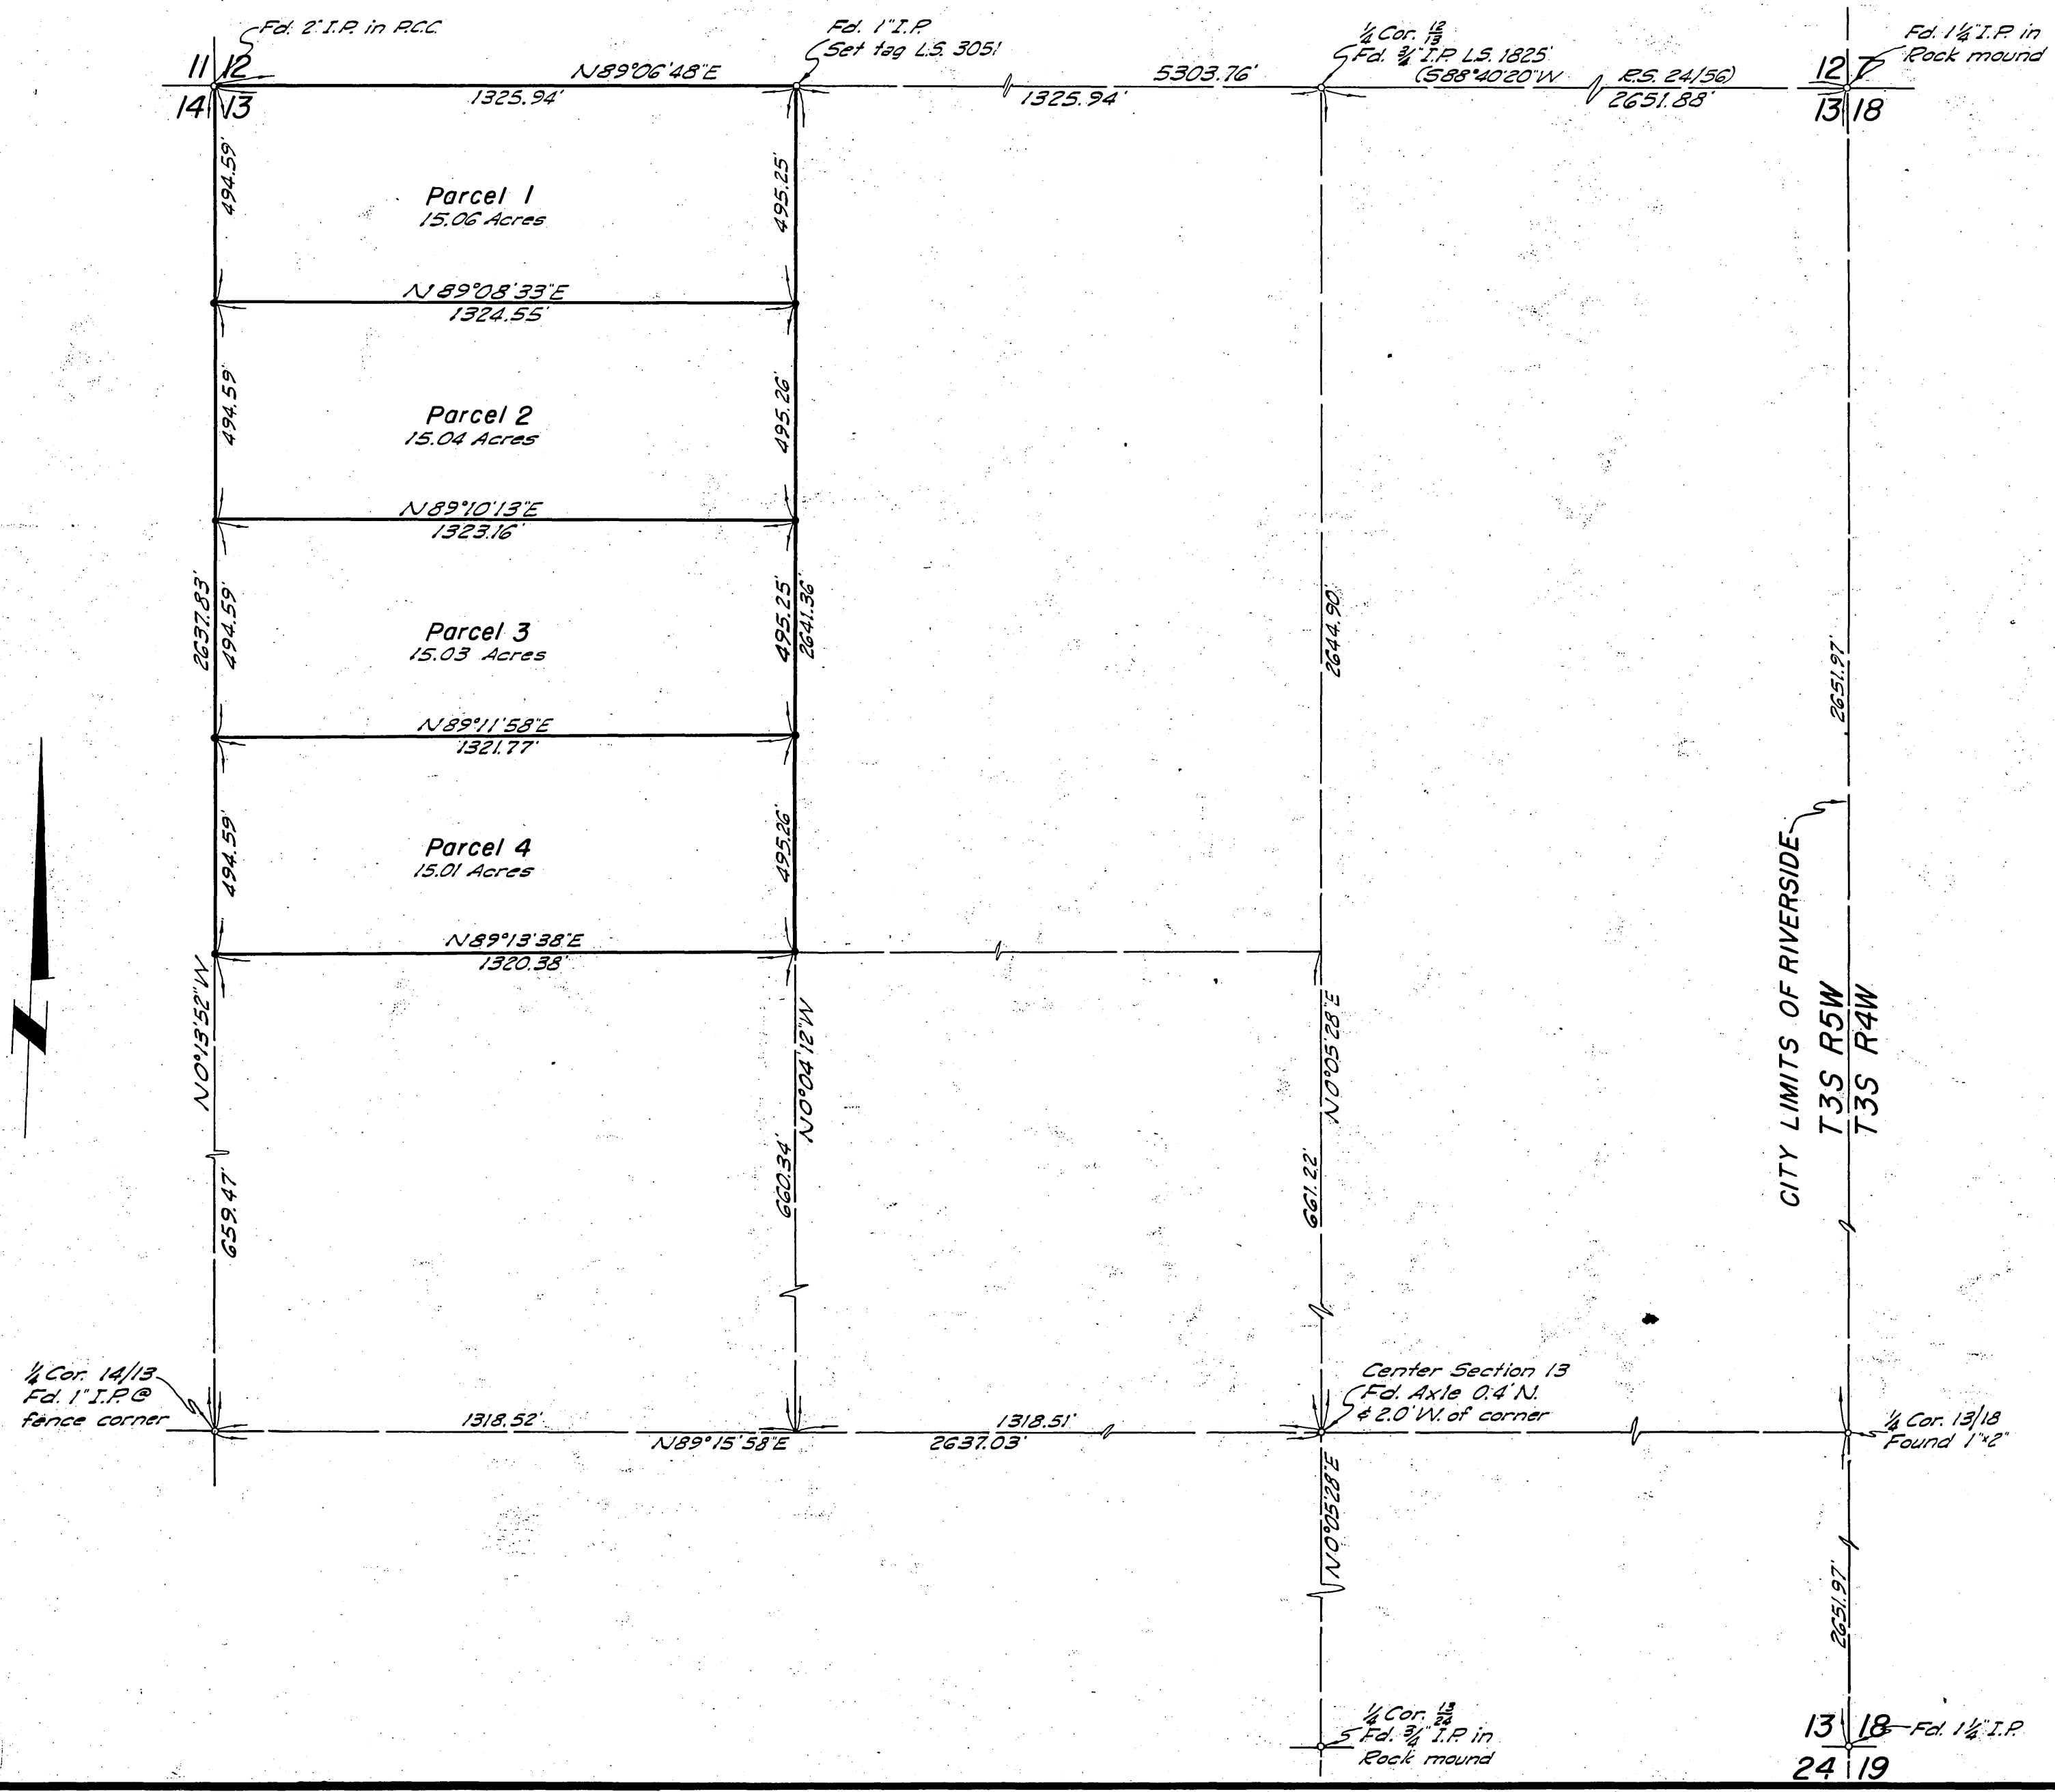 Fd. 2" I.P. in P.C.C.
Fd. 1" I.P.
Set tag L.S. 3051
1/4 Cor. 12/13
Fd. 3/4" I.P. L.S. 1825
Fd. 1 1/4" I.P. in
Rock mound
11 12
14 13
N89°06'48"E
1325.94'
5303.76'
1325.94'
(S88°40'20"W R.S. 24/56)
2651.88'
12 7
13 18
494.59'
Parcel 1
15.06 Acres
495.25'
N89°08'33"E
1324.55'
494.59'
Parcel 2
15.04 Acres
495.26'
N89°10'13"E
1323.16'
2637.83'
494.59'
Parcel 3
15.03 Acres
495.25'
2641.36'
2644.90'
2651.97'
N89°11'58"E
1321.77'
494.59'
Parcel 4
15.01 Acres
495.26'
N89°13'38"E
1320.38'
CITY LIMITS OF RIVERSIDE
T3S R5W
T3S R4W
N0°13'52"W
N0°04'12"W
N0°05'28"E
659.47'
660.34'
661.22'
1/4 Cor. 14/13
Fd. 1" I.P. @
fence corner
Center Section 13
Fd. Axle 0.4' N.
& 2.0' W. of corner
1318.52'
N89°15'58"E
1318.51'
2637.03'
1/4 Cor. 13/18
Found 1"x2"
N0°05'28"E
2651.97'
1/4 Cor. 13/24
Fd. 3/4" I.P. in
Rock mound
13 18
24 19
Fd. 1 1/4" I.P.
N